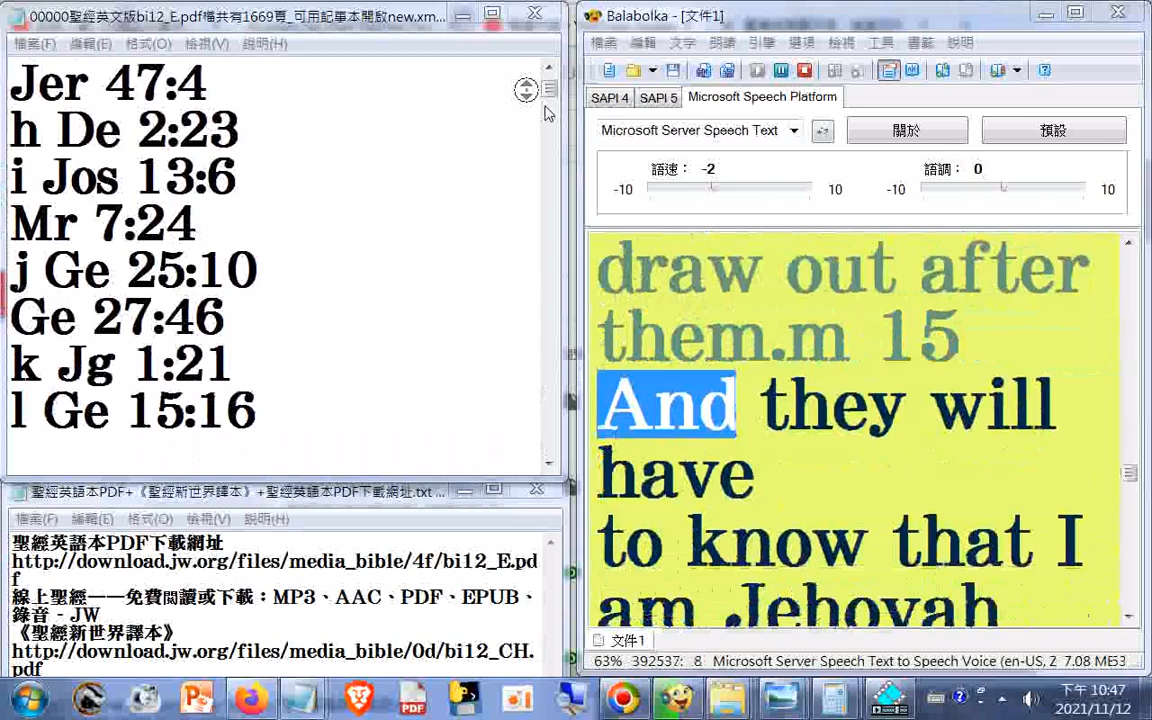 00000聖經英文版bi12_E.pdf檔共有1669頁_可用記事本開啟new.xm...
檔案(F) 編輯(E) 格式(O) 檢視(V) 說明(H)
Jer 47:4
h De 2:23
i Jos 13:6
Mr 7:24
j Ge 25:10
Ge 27:46
k Jg 1:21
l Ge 15:16
聖經英語本PDF+《聖經新世界譯本》+聖經英語本PDF下載網址.txt ...
檔案(F) 編輯(E) 格式(O) 檢視(V) 說明(H)
聖經英語本PDF下載網址
http://download.jw.org/files/media_bible/4f/bi12_E.pd
f
線上聖經──免費閱讀或下載：MP3、AAC、PDF、EPUB、
錄音 - JW
《聖經新世界譯本》
http://download.jw.org/files/media_bible/0d/bi12_CH.
pdf
Balabolka - [文件1]
檔案 編輯 文字 朗讀 引擎 選項 檢視 工具 書籤 說明
SAPI 4 SAPI 5 Microsoft Speech Platform
Microsoft Server Speech Text 關於 預設
語速： -2 語調： 0
-10 10 -10 10
draw out after
them.m 15
And they will
have
to know that I
am Jehovah
文件1
63% 392537: 8 Microsoft Server Speech Text to Speech Voice (en-US, Z 7.08 ME53
下午 10:47
2021/11/12